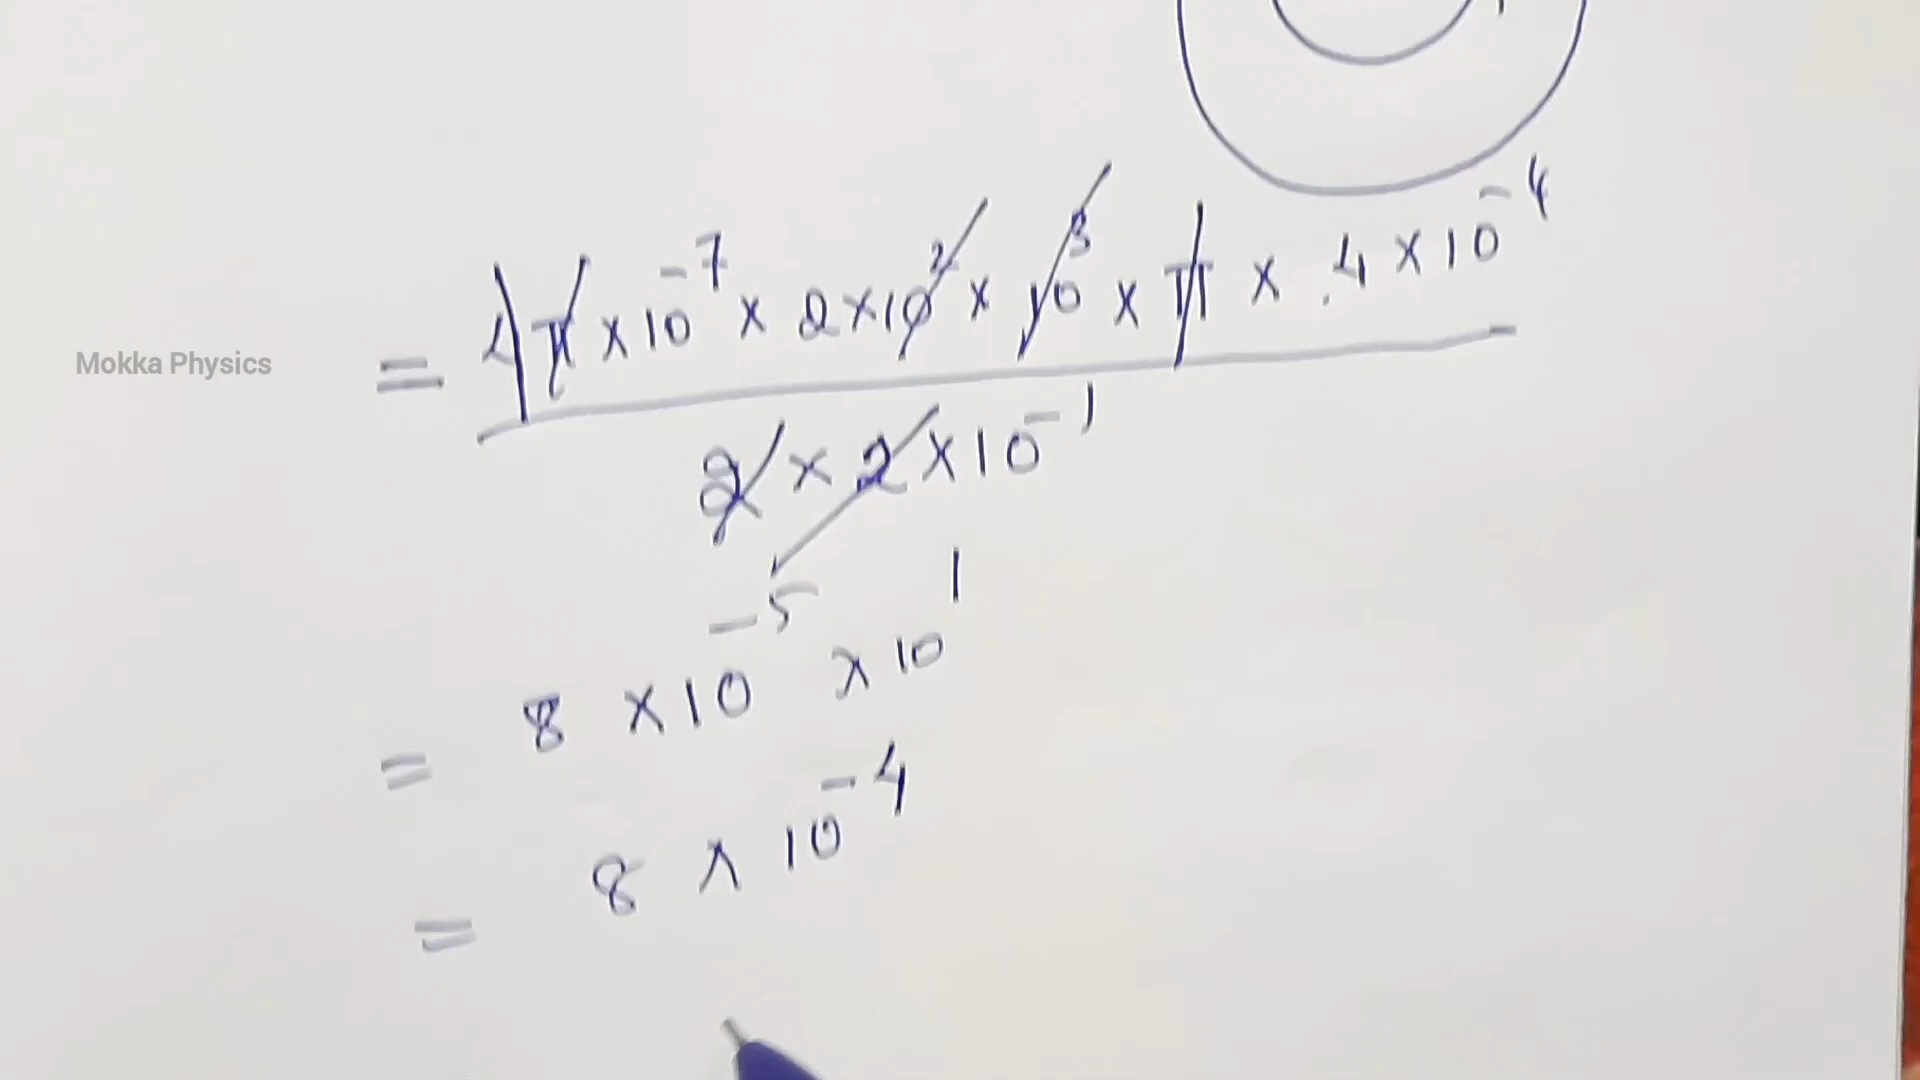 = 4π × 10⁻⁷ × 2 × 10² × 10³ × π × .4 × 10⁻⁴
2 × 2 × 10⁻¹
= 8 × 10⁻⁵ × 10¹
= 8 × 10⁻⁴
Mokka Physics